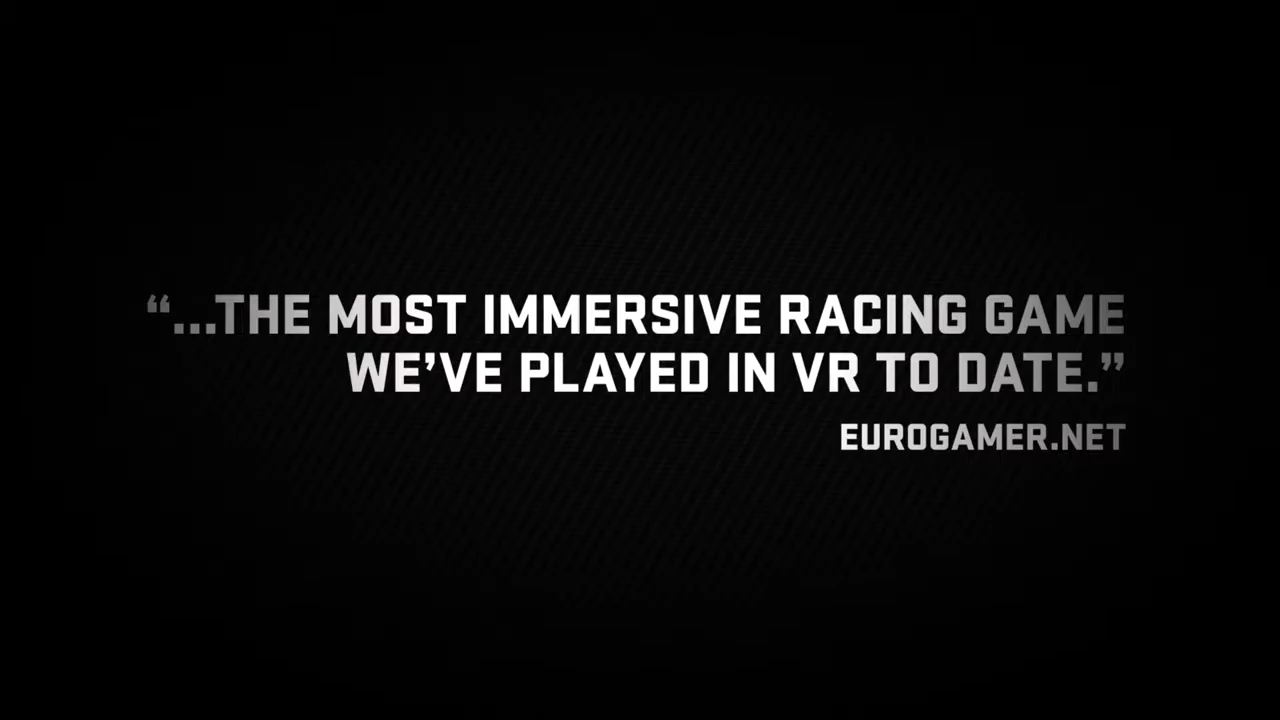 “...THE MOST IMMERSIVE RACING GAME
WE’VE PLAYED IN VR TO DATE.”
EUROGAMER.NET